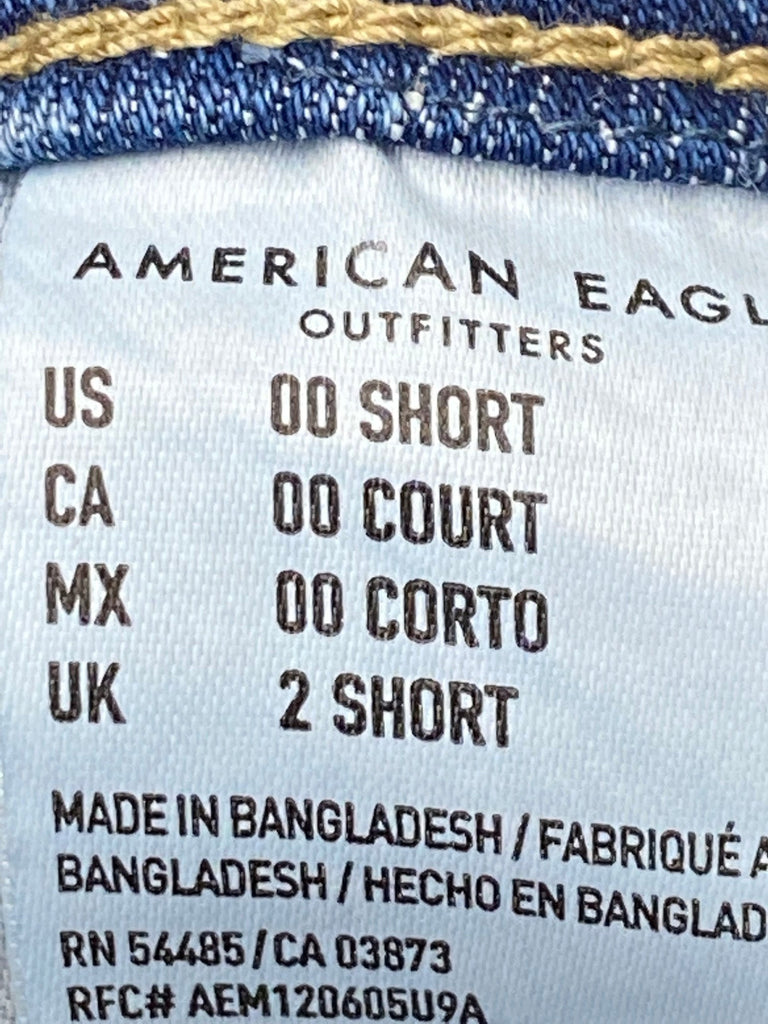 AMERICAN EAGL
OUTFITTERS
US 00 SHORT
CA 00 COURT
MX 00 CORTO
UK 2 SHORT
MADE IN BANGLADESH / FABRIQUÉ A
BANGLADESH / HECHO EN BANGLAD
RN 54485 / CA 03873
RFC# AEM120605U9A